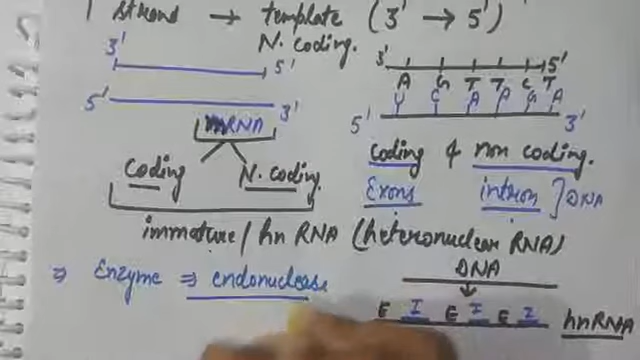 1 strand → template (3' → 5')
N. coding.
3' 5'
5' 3'
mRNA
Coding N. coding.
3' 5'
A G T T C T
U C A A G A
5' 3'
coding & non coding.
Exons intron } DNA
immature/hn RNA (heteronuclear RNA)
⇒ Enzyme ⇒ endonuclease
DNA
E I E I E I hnRNA